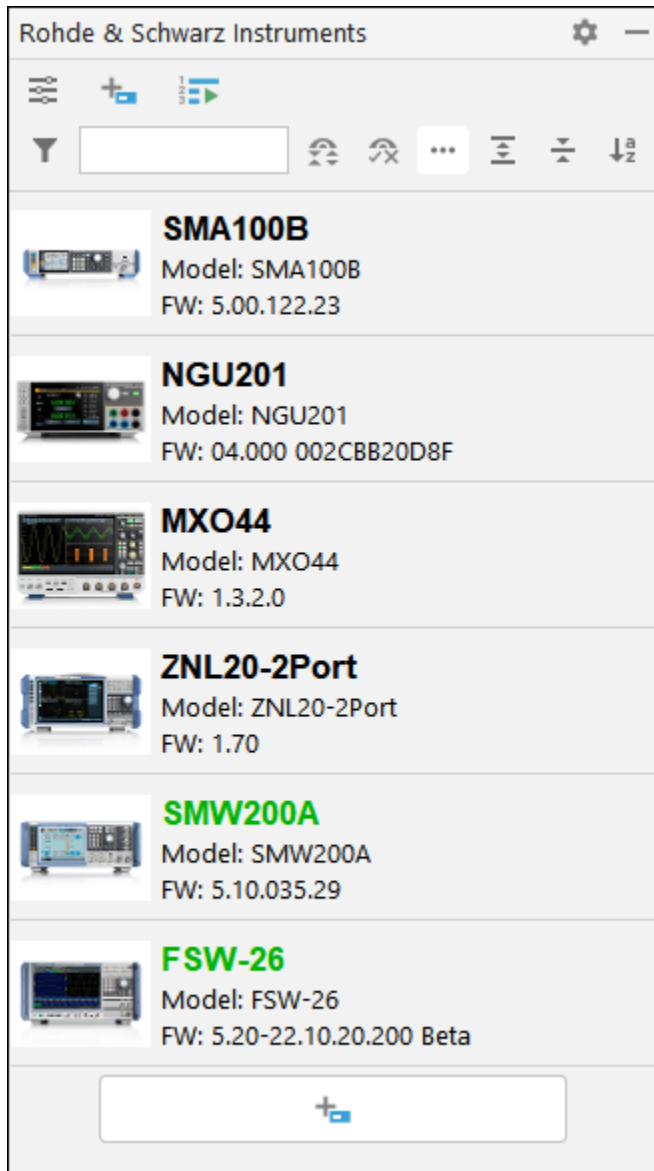 Rohde & Schwarz Instruments
SMA100B
Model: SMA100B
FW: 5.00.122.23
NGU201
Model: NGU201
FW: 04.000 002CBB20D8F
MXO44
Model: MXO44
FW: 1.3.2.0
ZNL20-2Port
Model: ZNL20-2Port
FW: 1.70
SMW200A
Model: SMW200A
FW: 5.10.035.29
FSW-26
Model: FSW-26
FW: 5.20-22.10.20.200 Beta